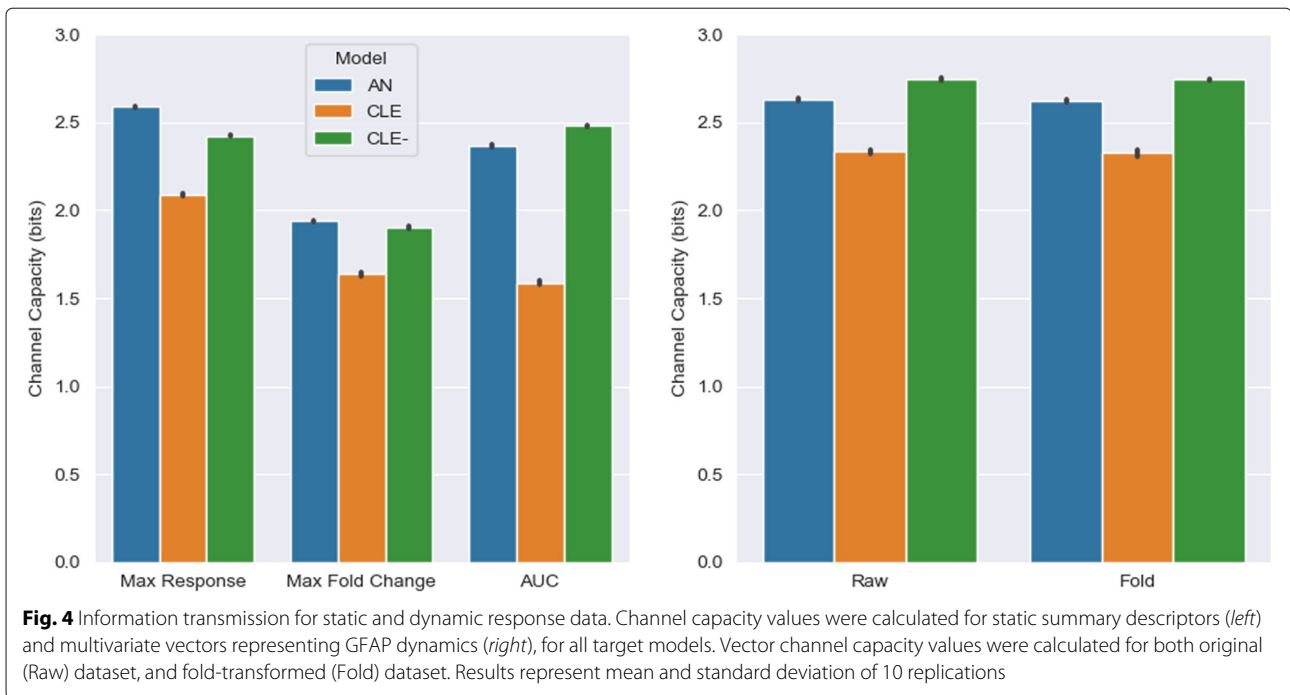 3.0
2.5
2.0
1.5
1.0
0.5
0.0
Channel Capacity (bits)
Model
AN
CLE
CLE-
Max Response
Max Fold Change
AUC
3.0
2.5
2.0
1.5
1.0
0.5
0.0
Channel Capacity (bits)
Raw
Fold
Fig. 4 Information transmission for static and dynamic response data. Channel capacity values were calculated for static summary descriptors (left)
and multivariate vectors representing GFAP dynamics (right), for all target models. Vector channel capacity values were calculated for both original
(Raw) dataset, and fold-transformed (Fold) dataset. Results represent mean and standard deviation of 10 replications